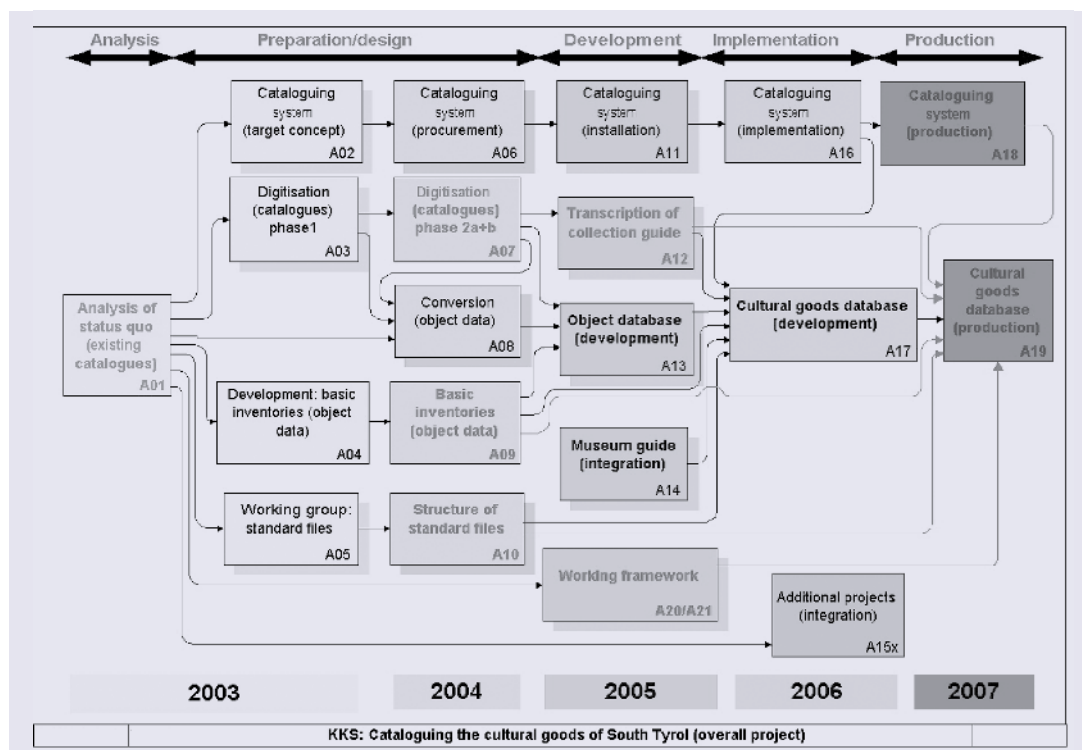 Analysis
Preparation/design
Development
Implementation
Production
Cataloguing
system
(target concept)
A02
Cataloguing
system
(procurement)
A06
Cataloguing
system
(installation)
A11
Cataloguing
system
(implementation)
A16
Cataloguing
system
(production)
A18
Digitisation
(catalogues)
phase1
A03
Digitisation
(catalogues)
phase 2a+b
A07
Transcription of
collection guide
A12
Analysis of
status quo
(existing
catalogues)
A01
Conversion
(object data)
A08
Object database
(development)
A13
Cultural goods database
(development)
A17
Cultural
goods
database
(production)
A19
Development: basic
inventories (object
data)
A04
Basic
inventories
(object data)
A09
Museum guide
(integration)
A14
Working group:
standard files
A05
Structure of
standard files
A10
Working framework
A20/A21
Additional projects
(integration)
A15x
2003
2004
2005
2006
2007
KKS: Cataloguing the cultural goods of South Tyrol (overall project)